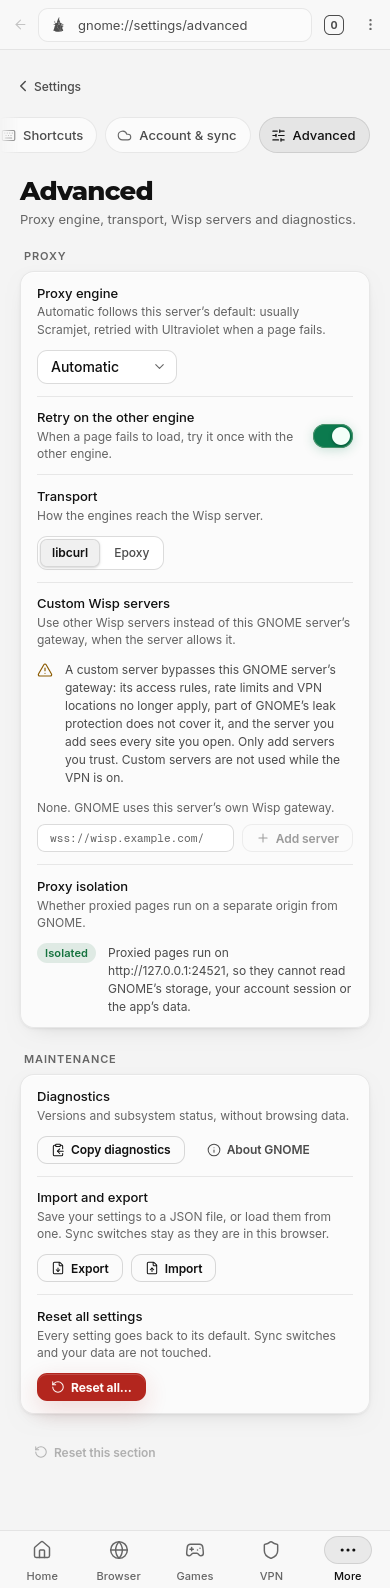 gnome://settings/advanced
0
Settings
Shortcuts
Account & sync
Advanced
Advanced
Proxy engine, transport, Wisp servers and diagnostics.
PROXY
Proxy engine
Automatic follows this server’s default: usually
Scramjet, retried with Ultraviolet when a page fails.
Automatic
Retry on the other engine
When a page fails to load, try it once with the
other engine.
Transport
How the engines reach the Wisp server.
libcurl
Epoxy
Custom Wisp servers
Use other Wisp servers instead of this GNOME server’s
gateway, when the server allows it.
A custom server bypasses this GNOME server’s
gateway: its access rules, rate limits and VPN
locations no longer apply, part of GNOME’s leak
protection does not cover it, and the server you
add sees every site you open. Only add servers
you trust. Custom servers are not used while the
VPN is on.
None. GNOME uses this server’s own Wisp gateway.
wss://wisp.example.com/
Add server
Proxy isolation
Whether proxied pages run on a separate origin from
GNOME.
Isolated
Proxied pages run on
http://127.0.0.1:24521, so they cannot read
GNOME’s storage, your account session or
the app’s data.
MAINTENANCE
Diagnostics
Versions and subsystem status, without browsing data.
Copy diagnostics
About GNOME
Import and export
Save your settings to a JSON file, or load them from
one. Sync switches stay as they are in this browser.
Export
Import
Reset all settings
Every setting goes back to its default. Sync switches
and your data are not touched.
Reset all…
Reset this section
Home
Browser
Games
VPN
More